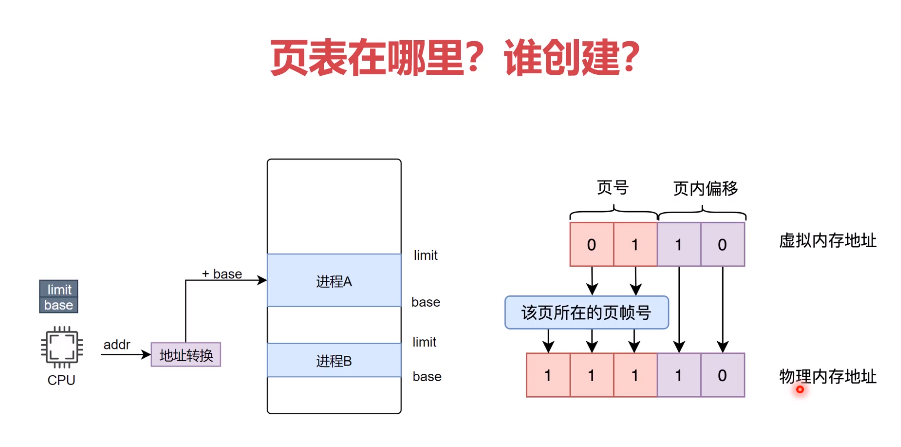 页表在哪里？谁创建？
limit
base
CPU
addr
地址转换
+ base
进程A
limit
base
进程B
limit
base
页号
页内偏移
0 1 1 0
虚拟内存地址
该页所在的页帧号
1 1 1 1 0
物理内存地址